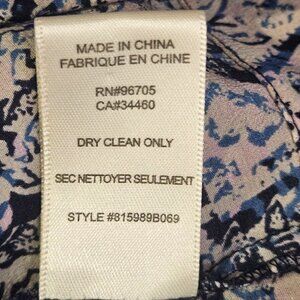 MADE IN CHINA
FABRIQUE EN CHINE
RN#96705
CA#34460
DRY CLEAN ONLY
SEC NETTOYER SEULEMENT
STYLE #815989B069